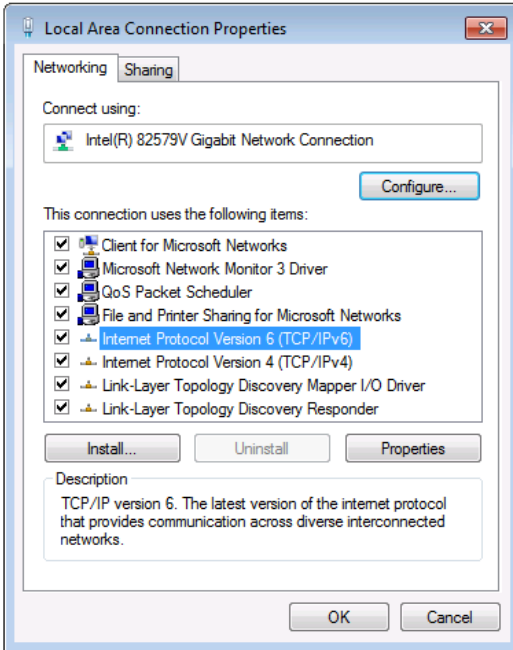 Local Area Connection Properties
Networking
Sharing
Connect using:
Intel(R) 82579V Gigabit Network Connection
Configure...
This connection uses the following items:
Client for Microsoft Networks
Microsoft Network Monitor 3 Driver
QoS Packet Scheduler
File and Printer Sharing for Microsoft Networks
Internet Protocol Version 6 (TCP/IPv6)
Internet Protocol Version 4 (TCP/IPv4)
Link-Layer Topology Discovery Mapper I/O Driver
Link-Layer Topology Discovery Responder
Install...
Uninstall
Properties
Description
TCP/IP version 6. The latest version of the internet protocol
that provides communication across diverse interconnected
networks.
OK
Cancel